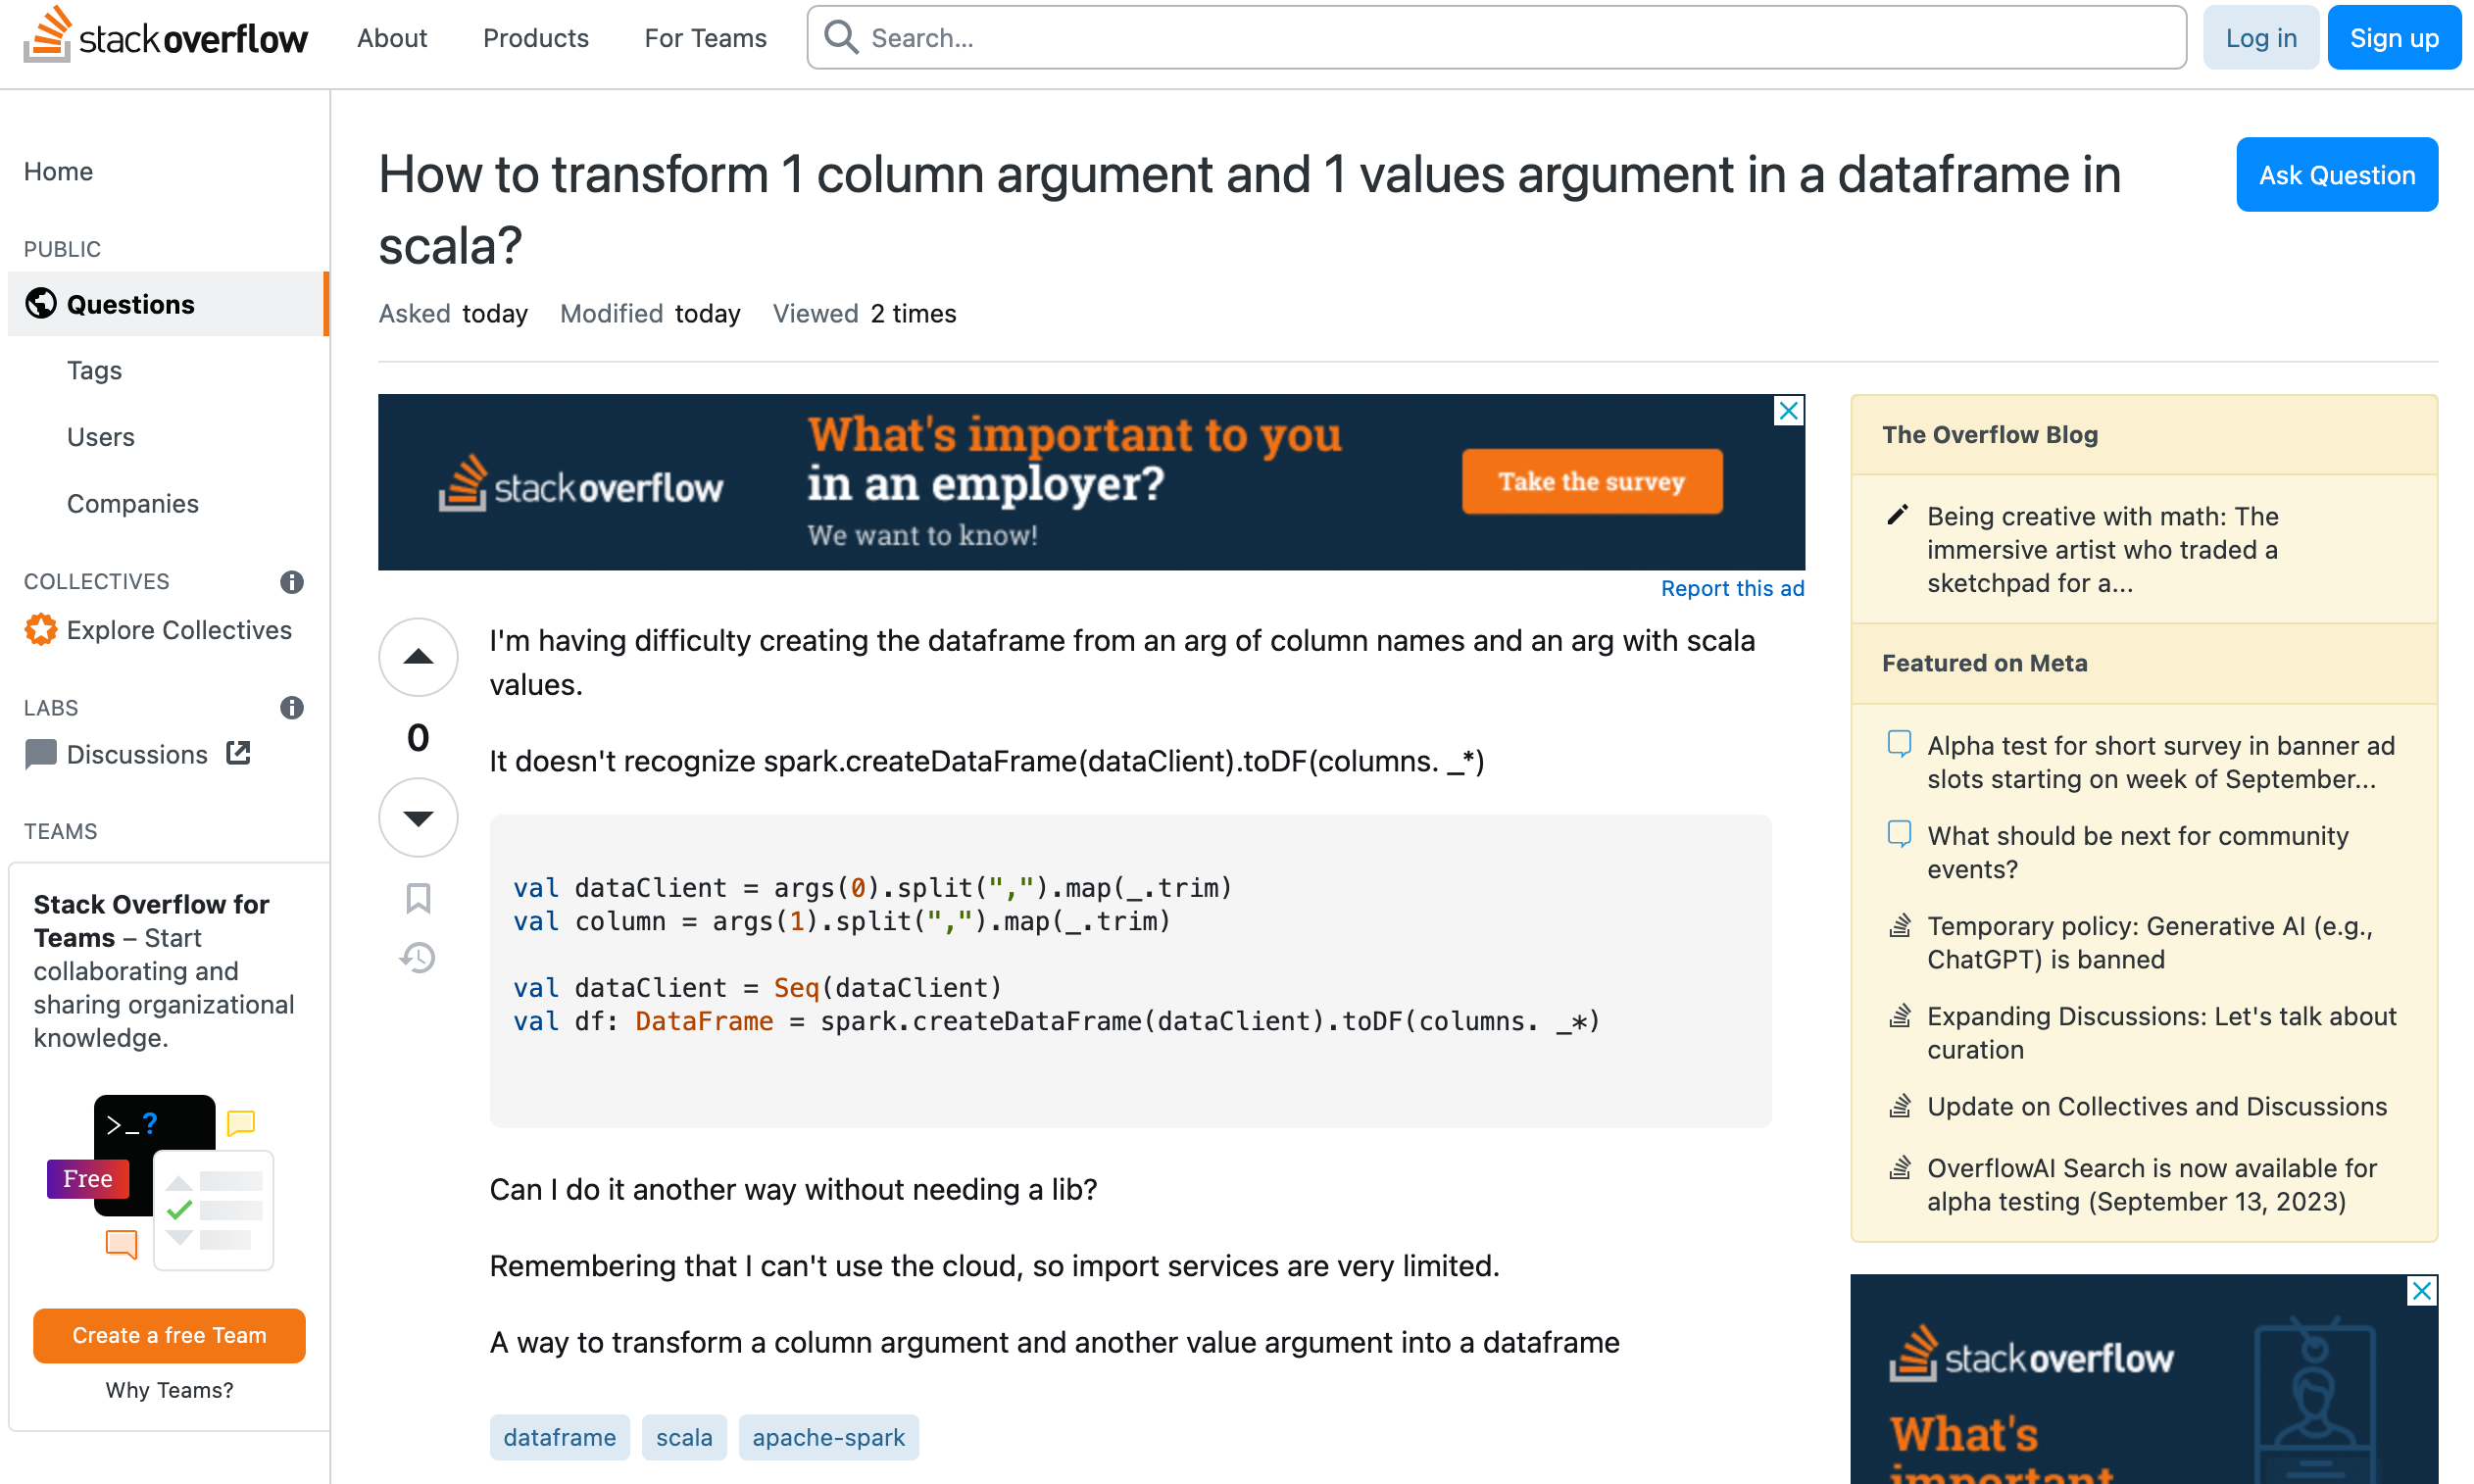 stackoverflow
About
Products
For Teams
Search...
Log in
Sign up
Home
PUBLIC
Questions
Tags
Users
Companies
COLLECTIVES
Explore Collectives
LABS
Discussions
TEAMS
Stack Overflow for
Teams – Start
collaborating and
sharing organizational
knowledge.
>_?
Free
Create a free Team
Why Teams?
How to transform 1 column argument and 1 values argument in a dataframe in
scala?
Ask Question
Asked today Modified today Viewed 2 times
stackoverflow
What's important to you
in an employer?
We want to know!
Take the survey
Report this ad
I'm having difficulty creating the dataframe from an arg of column names and an arg with scala
values.
0
It doesn't recognize spark.createDataFrame(dataClient).toDF(columns. _*)
val dataClient = args(0).split(",").map(_.trim)
val column = args(1).split(",").map(_.trim)
val dataClient = Seq(dataClient)
val df: DataFrame = spark.createDataFrame(dataClient).toDF(columns. _*)
Can I do it another way without needing a lib?
Remembering that I can't use the cloud, so import services are very limited.
A way to transform a column argument and another value argument into a dataframe
dataframe
scala
apache-spark
The Overflow Blog
Being creative with math: The
immersive artist who traded a
sketchpad for a...
Featured on Meta
Alpha test for short survey in banner ad
slots starting on week of September...
What should be next for community
events?
Temporary policy: Generative AI (e.g.,
ChatGPT) is banned
Expanding Discussions: Let's talk about
curation
Update on Collectives and Discussions
OverflowAI Search is now available for
alpha testing (September 13, 2023)
stackoverflow
What's
important